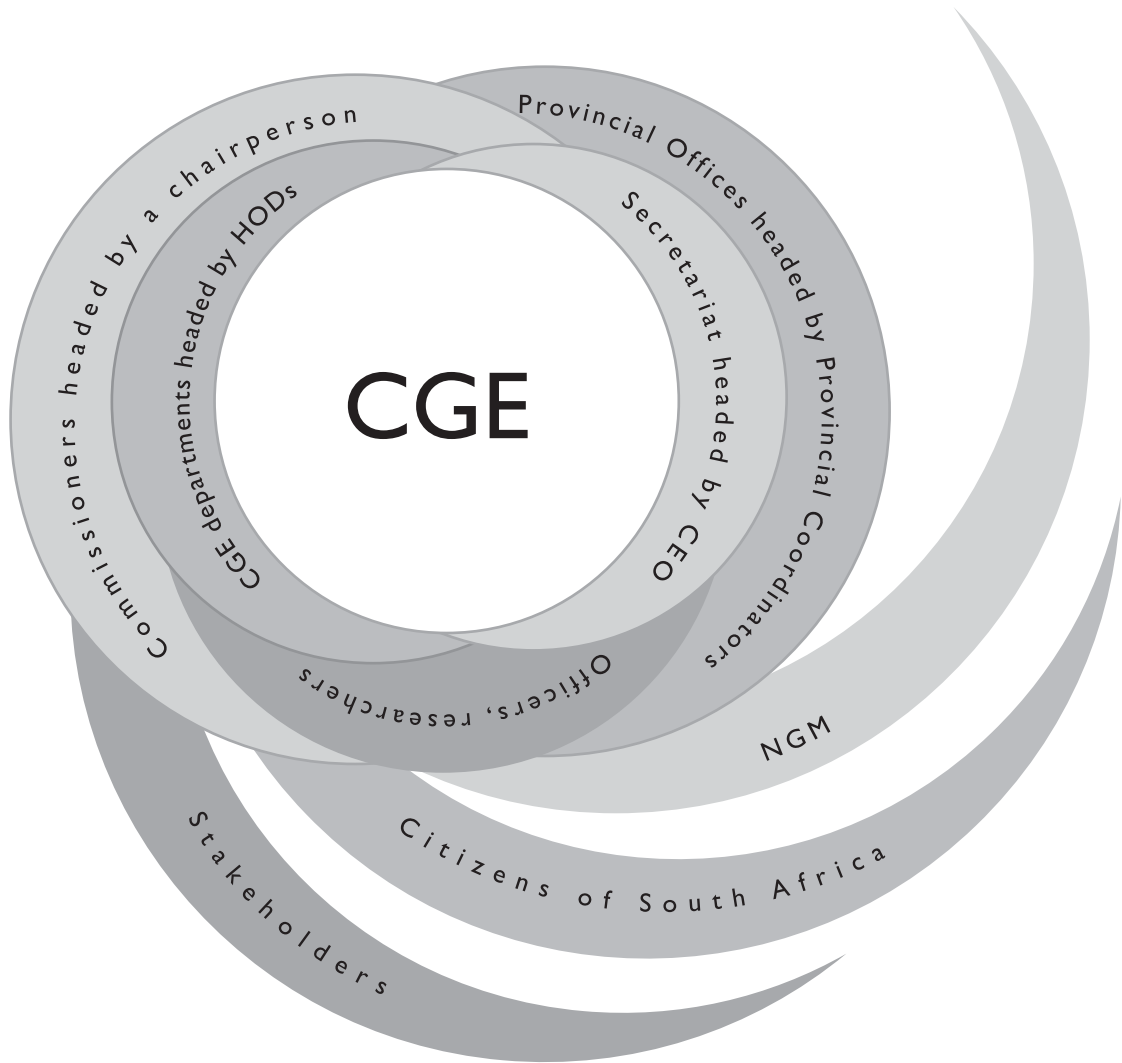 Provincial Offices headed by Provincial Coordinators
Commissioners headed by a chairperson
CGE departments headed by HODs
Secretariat headed by CEO
CGE
Officers, researchers
NGM
Citizens of South Africa
Stakeholders